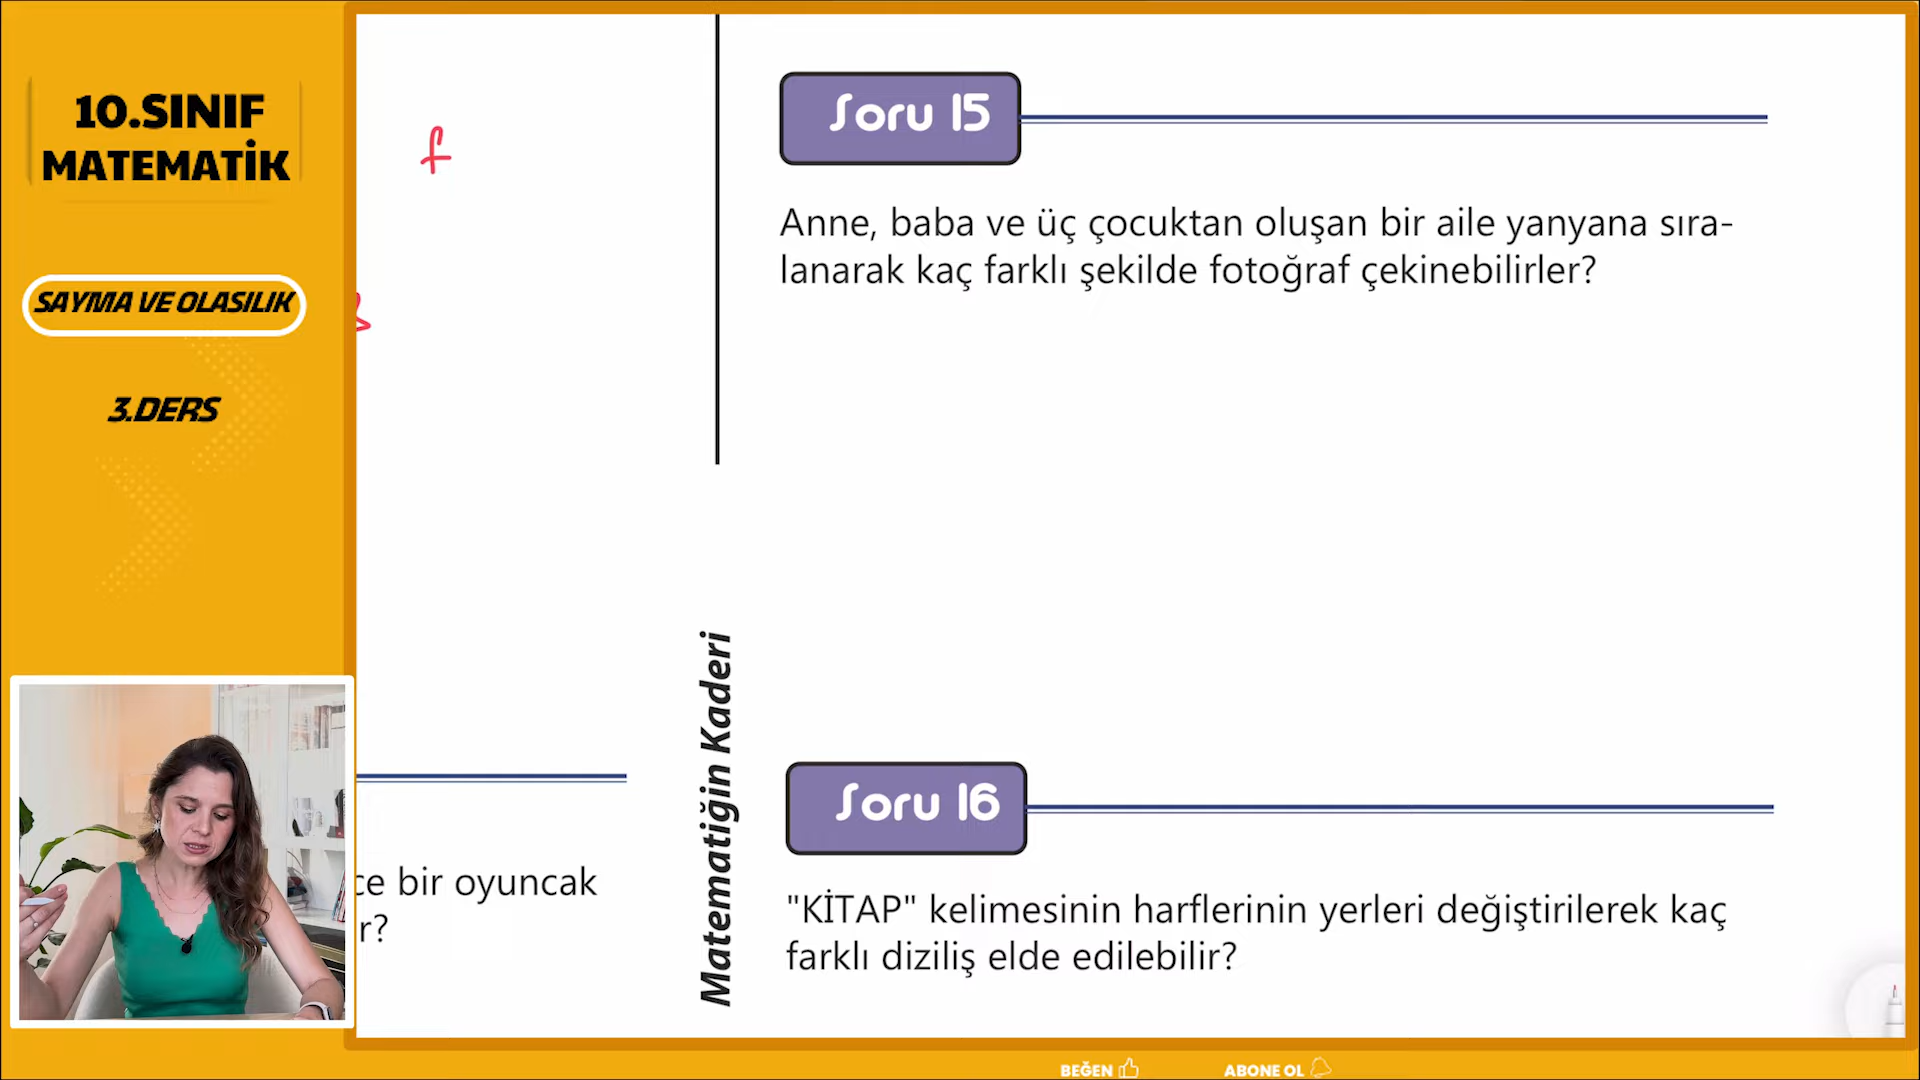 10.SINIF
MATEMATİK
SAYMA VE OLASILIK
3.DERS
f
ce bir oyuncak
r?
Matematiğin Kaderi
Soru 15
Anne, baba ve üç çocuktan oluşan bir aile yanyana sıra-
lanarak kaç farklı şekilde fotoğraf çekinebilirler?
Soru 16
"KİTAP" kelimesinin harflerinin yerleri değiştirilerek kaç
farklı diziliş elde edilebilir?
BEĞEN
ABONE OL